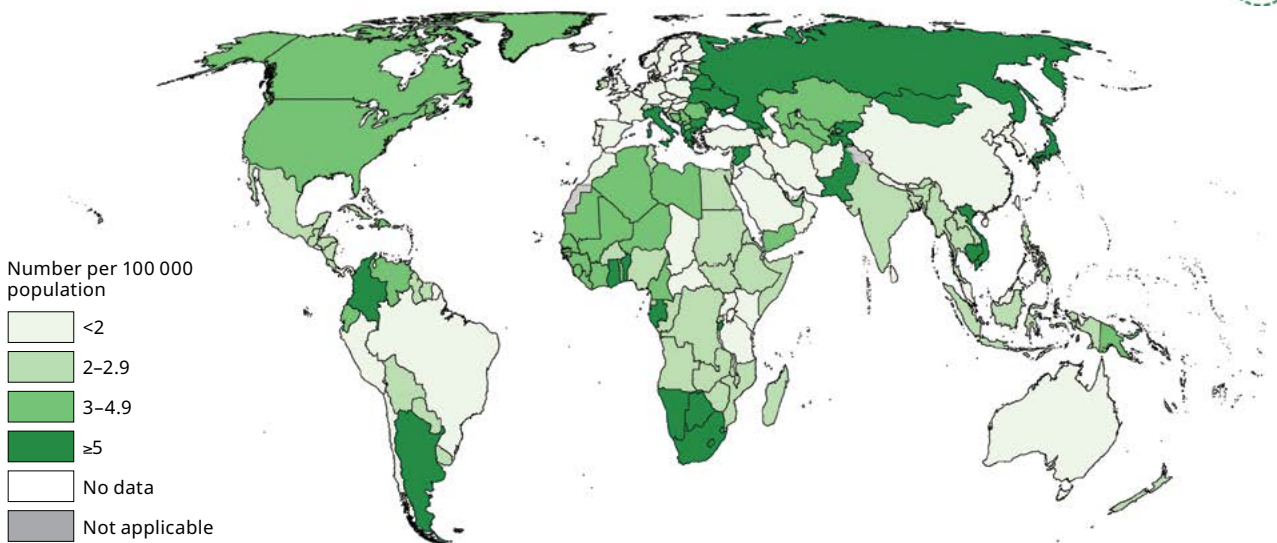 Number per 100 000
population
<2
2–2.9
3–4.9
≥5
No data
Not applicable